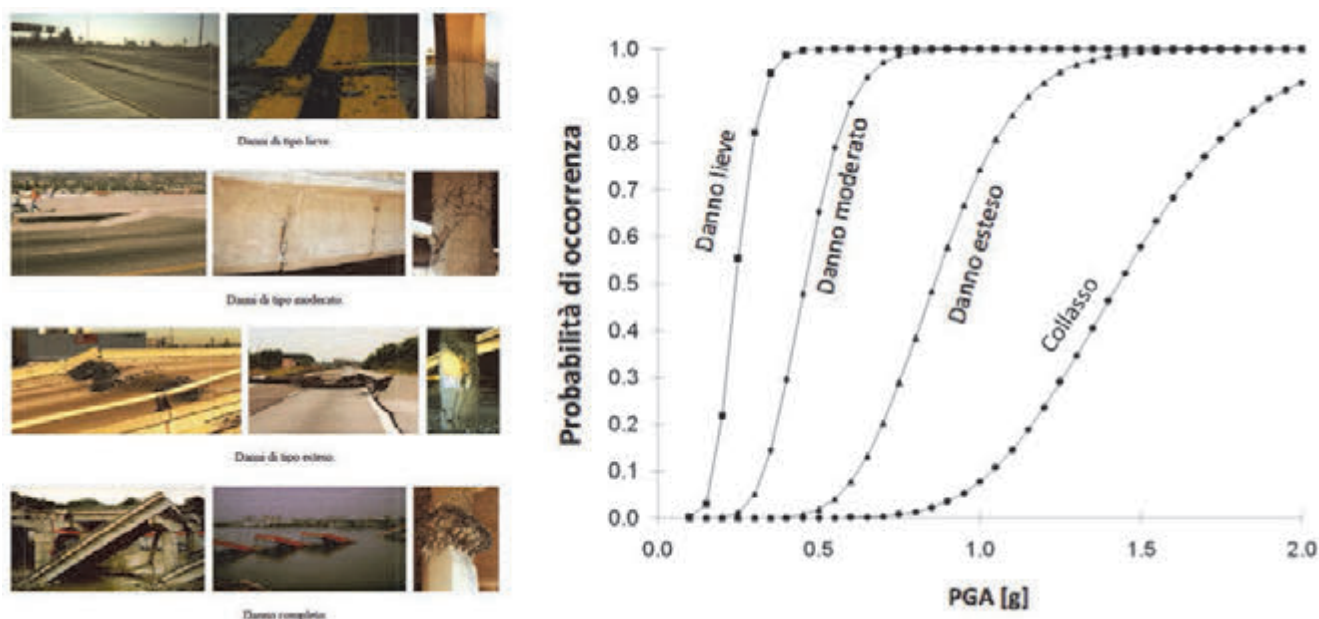 Danni di tipo lieve.
Danni di tipo moderato.
Danni di tipo esteso.
Danno completo
Probabilità di occorrenza
1.0
0.9
0.8
0.7
0.6
0.5
0.4
0.3
0.2
0.1
0.0
Danno lieve
Danno moderato
Danno esteso
Collasso
0.0 0.5 1.0 1.5 2.0
PGA [g]